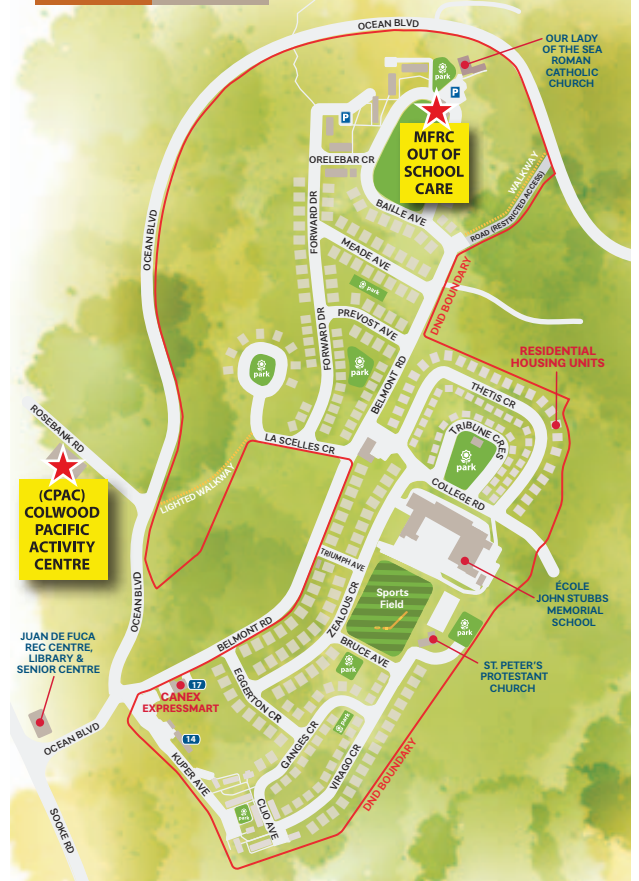 OCEAN BLVD
OUR LADY
OF THE SEA
ROMAN
CATHOLIC
CHURCH
park
P
P
MFRC
OUT OF
SCHOOL
CARE
ORELEBAR CR
WALKWAY
ROAD (RESTRICTED ACCESS)
BAILLE AVE
FORWARD DR
OCEAN BLVD
MEADE AVE
DND BOUNDARY
park
PREVOST AVE
FORWARD DR
RESIDENTIAL
HOUSING UNITS
park
park
BELMONT RD
THETIS CR
ROSEBANK RD
TRIBUNE CRES
LA SCELLES CR
park
(CPAC)
COLWOOD
PACIFIC
ACTIVITY
CENTRE
LIGHTED WALKWAY
COLLEGE RD
TRIUMPH AVE
OCEAN BLVD
Sports
Field
ÉCOLE
JOHN STUBBS
MEMORIAL
SCHOOL
ZEALOUS CR
BELMONT RD
park
JUAN DE FUCA
REC CENTRE,
LIBRARY &
SENIOR CENTRE
BRUCE AVE
park
ST. PETER'S
PROTESTANT
CHURCH
17
CANEX
EXPRESSMART
EGGERTON CR
14
OCEAN BLVD
park
GANGES CR
KUPER AVE
VIRAGO CR
DND BOUNDARY
CLIO AVE
park
SOOKE RD